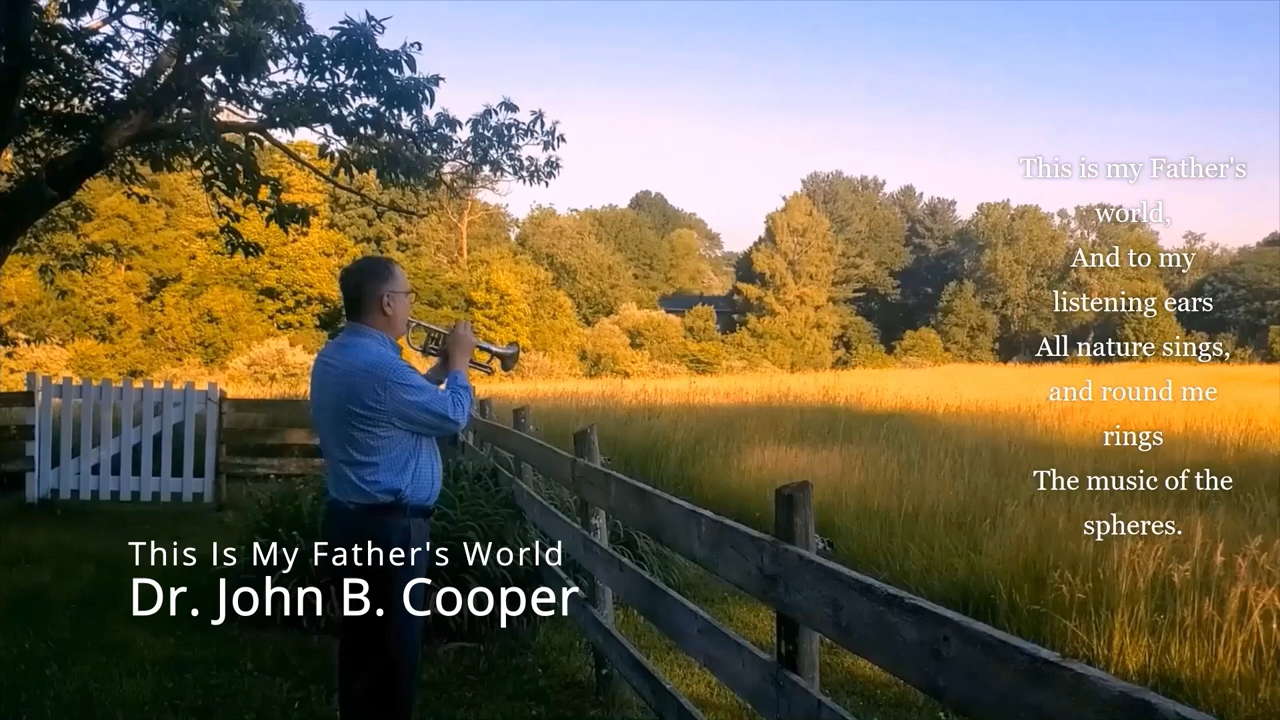 This is my Father's
world,
And to my
listening ears
All nature sings,
and round me
rings
The music of the
spheres.
This Is My Father's World
Dr. John B. Cooper